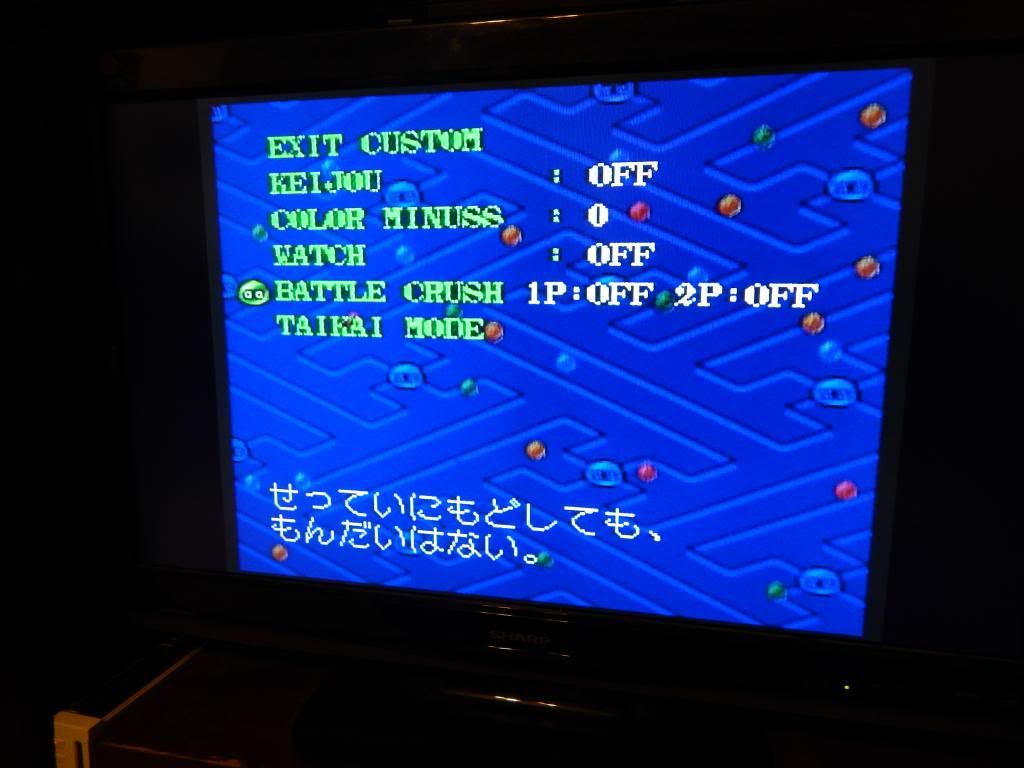 EXIT CUSTOM
KEIJOU : OFF
COLOR MINUSS : 0
WATCH : OFF
BATTLE CRUSH 1P:OFF 2P:OFF
TAIKAI MODE
せっていにもどしても、
もんだいはない。
SHARP